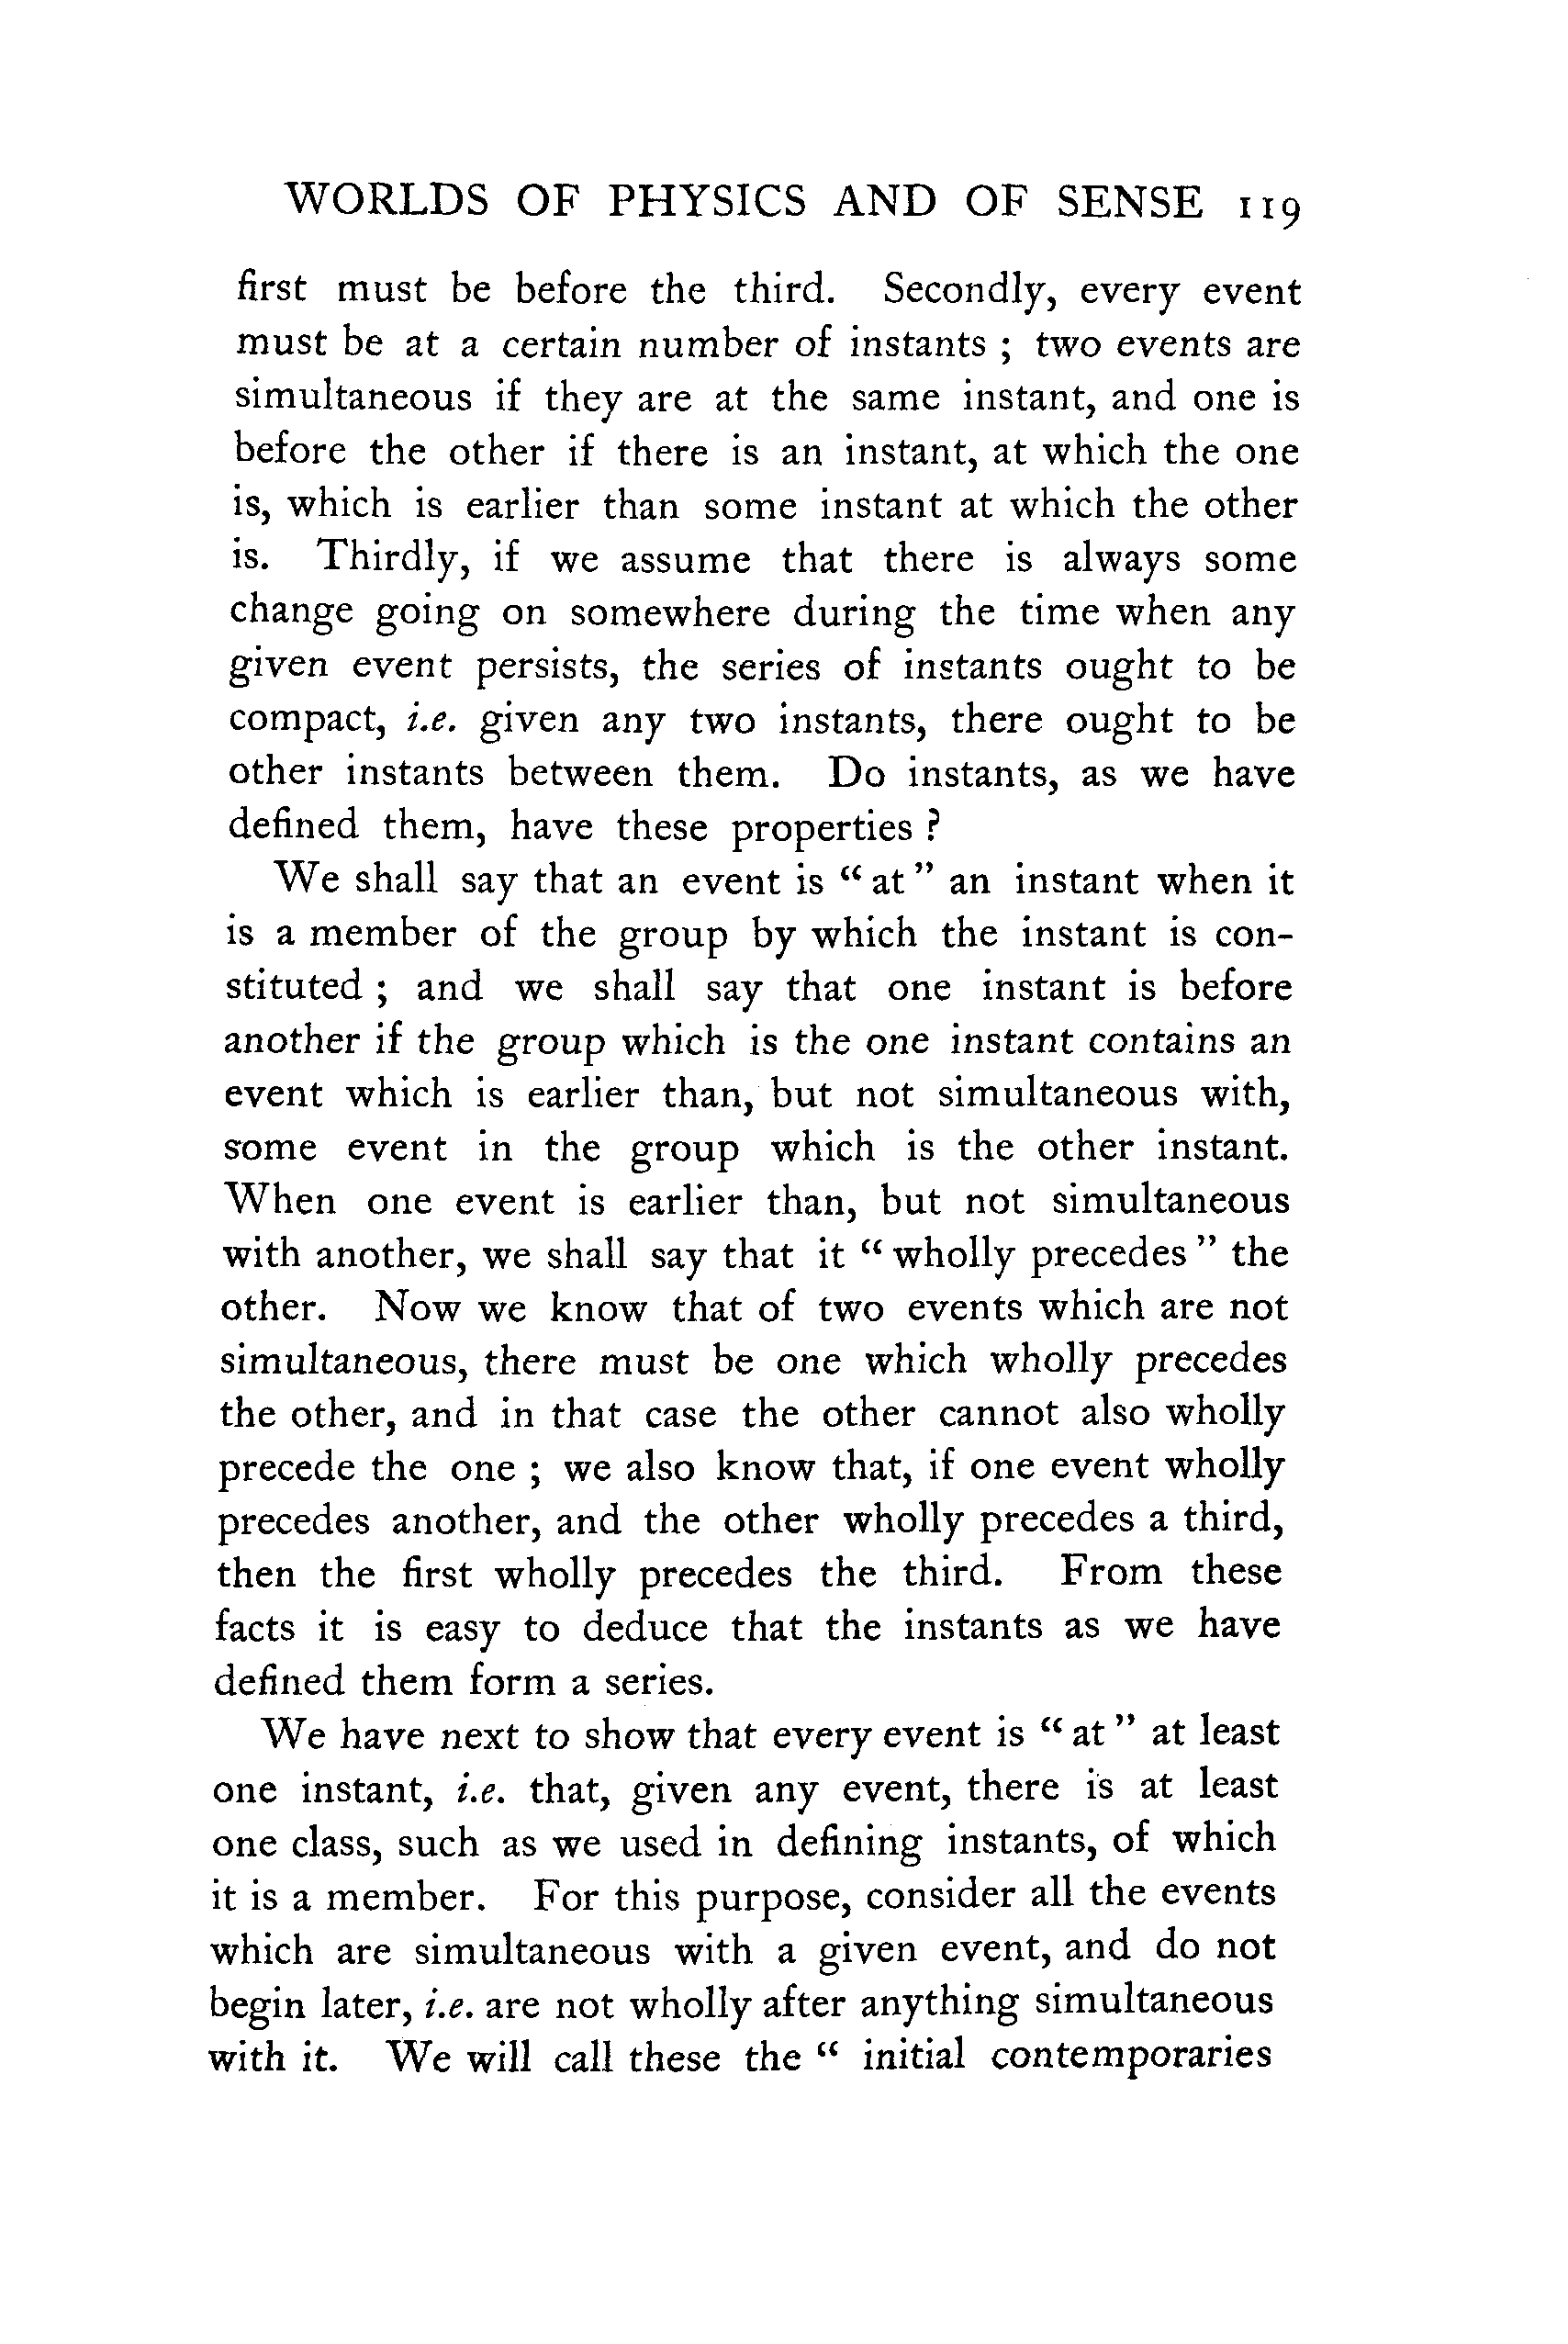 WORLDS OF PHYSICS AND OF SENSE 119
first must be before the third. Secondly, every event
must be at a certain number of instants ; two events are
simultaneous if they are at the same instant, and one is
before the other if there is an instant, at which the one
is, which is earlier than some instant at which the other
is. Thirdly, if we assume that there is always some
change going on somewhere during the time when any
given event persists, the series of instants ought to be
compact, i.e. given any two instants, there ought to be
other instants between them. Do instants, as we have
defined them, have these properties ?
We shall say that an event is “ at ” an instant when it
is a member of the group by which the instant is con-
stituted ; and we shall say that one instant is before
another if the group which is the one instant contains an
event which is earlier than, but not simultaneous with,
some event in the group which is the other instant.
When one event is earlier than, but not simultaneous
with another, we shall say that it “ wholly precedes ” the
other. Now we know that of two events which are not
simultaneous, there must be one which wholly precedes
the other, and in that case the other cannot also wholly
precede the one ; we also know that, if one event wholly
precedes another, and the other wholly precedes a third,
then the first wholly precedes the third. From these
facts it is easy to deduce that the instants as we have
defined them form a series.
We have next to show that every event is “ at ” at least
one instant, i.e. that, given any event, there is at least
one class, such as we used in defining instants, of which
it is a member. For this purpose, consider all the events
which are simultaneous with a given event, and do not
begin later, i.e. are not wholly after anything simultaneous
with it. We will call these the “ initial contemporaries